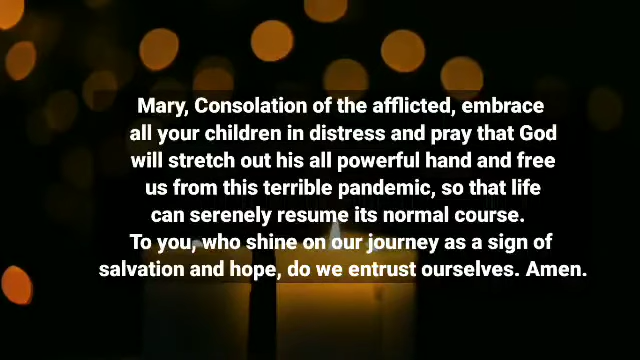 Mary, Consolation of the afflicted, embrace
all your children in distress and pray that God
will stretch out his all powerful hand and free
us from this terrible pandemic, so that life
can serenely resume its normal course.
To you, who shine on our journey as a sign of
salvation and hope, do we entrust ourselves. Amen.